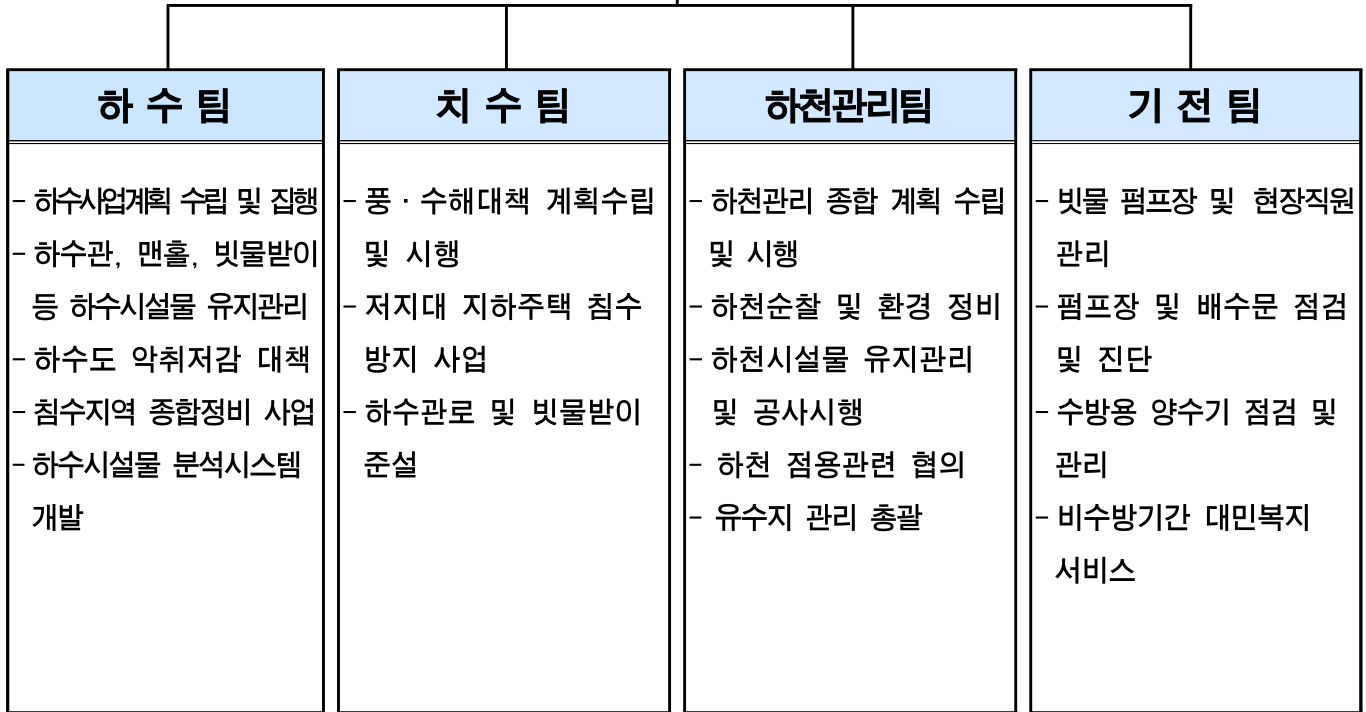 하 수 팀
- 하수사업계획 수립 및 집행
- 하수관, 맨홀, 빗물받이
등 하수시설물 유지관리
- 하수도 악취저감 대책
- 침수지역 종합정비 사업
- 하수시설물 분석시스템
개발
치 수 팀
- 풍 · 수해대책 계획수립
및 시행
- 저지대 지하주택 침수
방지 사업
- 하수관로 및 빗물받이
준설
하천관리팀
- 하천관리 종합 계획 수립
및 시행
- 하천순찰 및 환경 정비
- 하천시설물 유지관리
및 공사시행
- 하천 점용관련 협의
- 유수지 관리 총괄
기 전 팀
- 빗물 펌프장 및 현장직원
관리
- 펌프장 및 배수문 점검
및 진단
- 수방용 양수기 점검 및
관리
- 비수방기간 대민복지
서비스